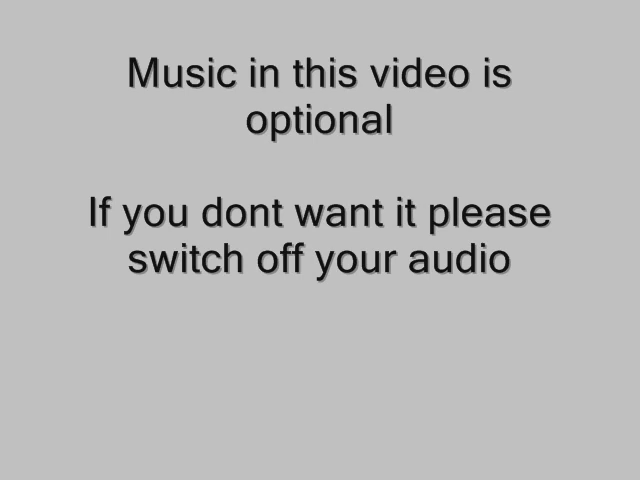 Music in this video is
optional
If you dont want it please
switch off your audio